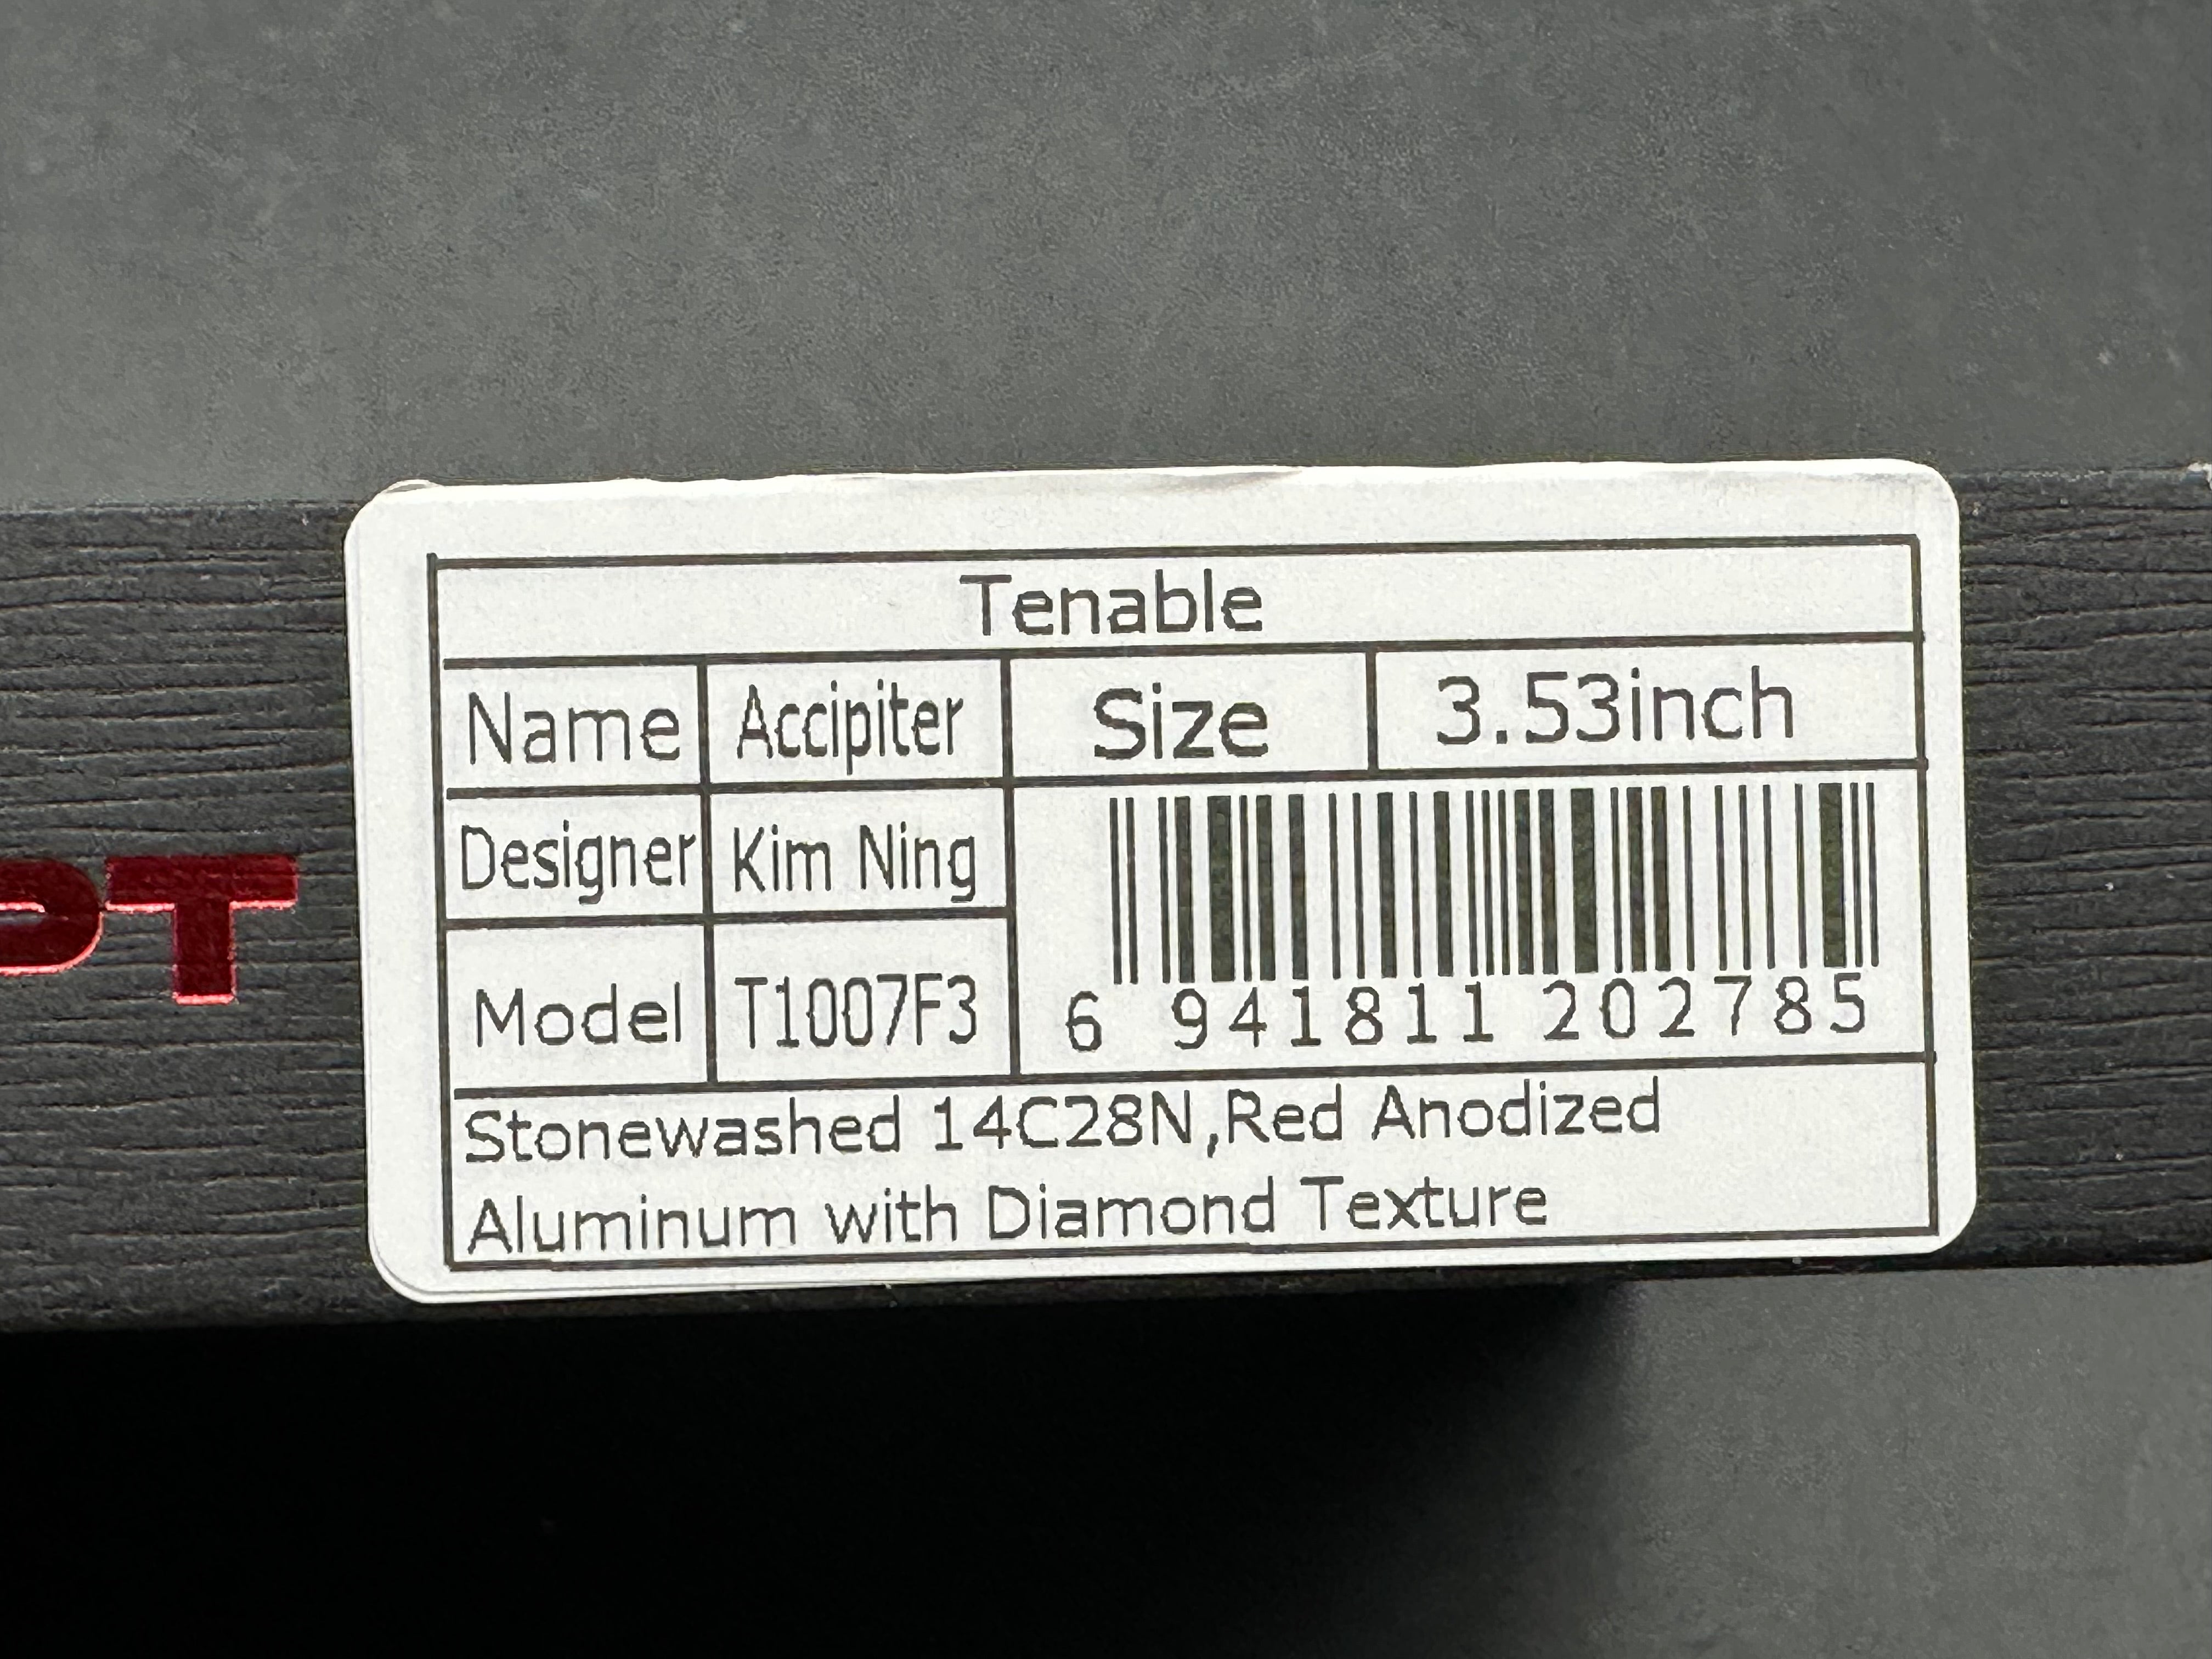 Tenable
Name Accipiter Size 3.53inch
Designer Kim Ning
Model T1007F3 6 941811 202785
Stonewashed 14C28N,Red Anodized
Aluminum with Diamond Texture